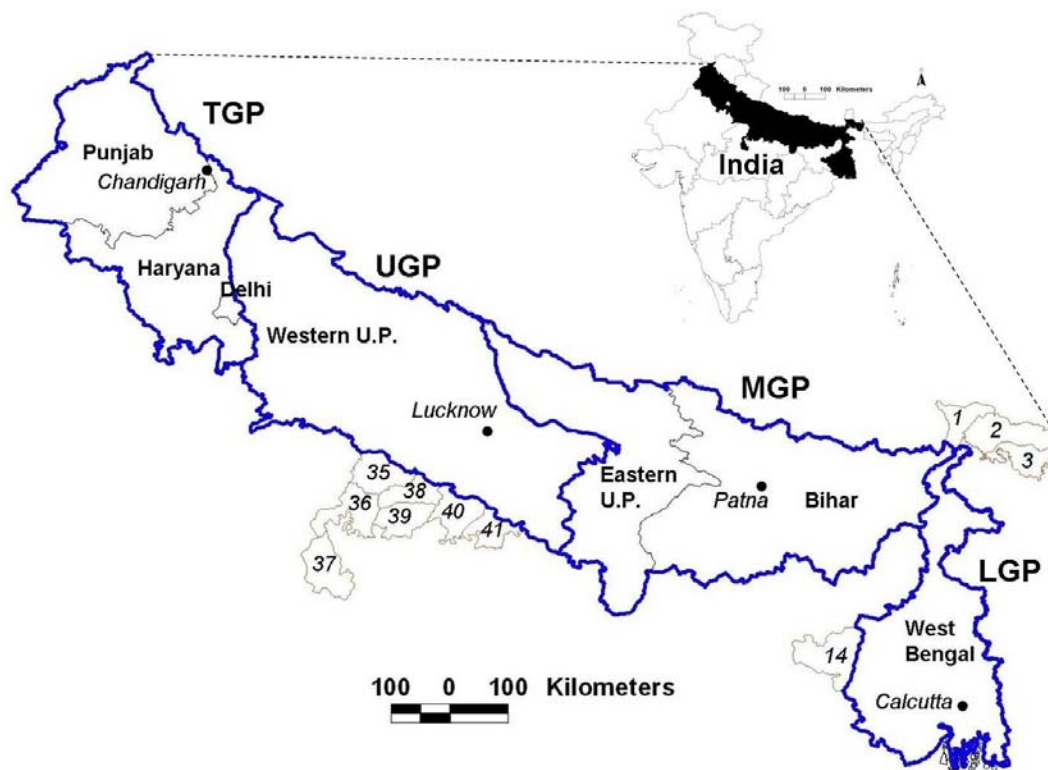 100 0 100 Kilometers
India
TGP
Punjab
Chandigarh
Haryana
Delhi
UGP
Western U.P.
Lucknow
MGP
Eastern
U.P.
Patna
Bihar
1
2
3
35
36
38
39
40
41
37
LGP
West
Bengal
14
Calcutta
100 0 100 Kilometers